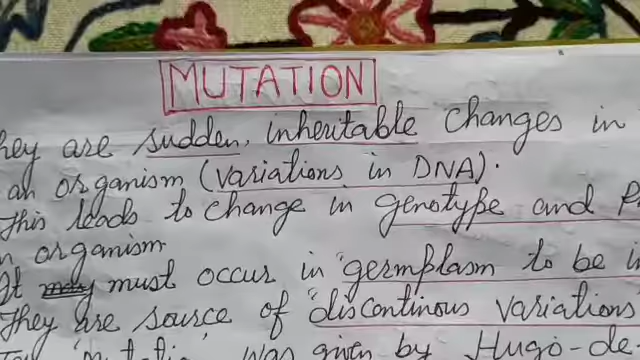 MUTATION
hey are sudden, inheritable changes in
an organism (variations in DNA).
This leads to change in genotype and
organism
It must occur in "germplasm to be
They are source of "discontinous variations"
was given by Hugo-de